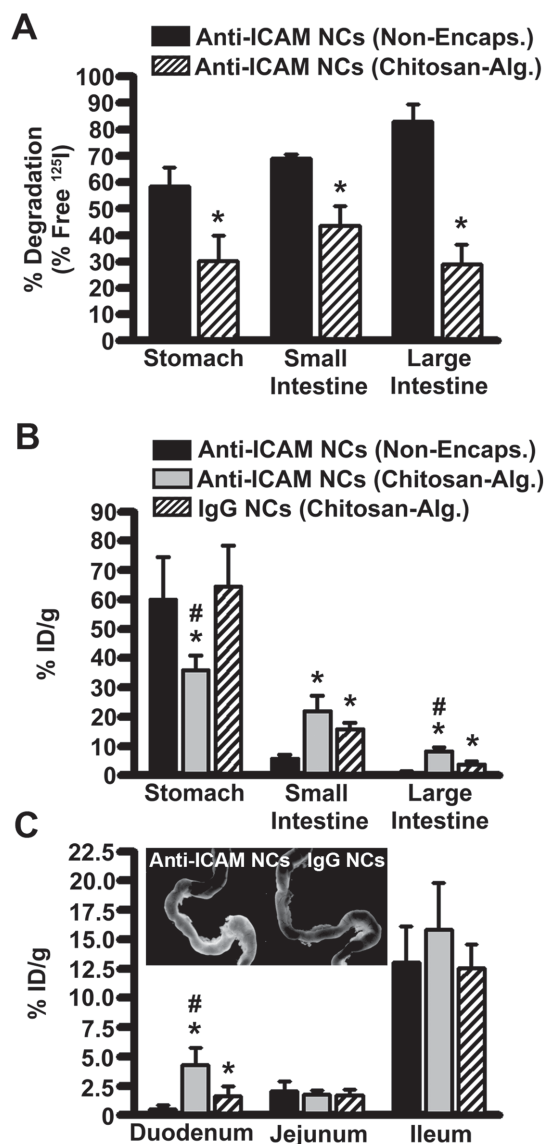 A
Anti-ICAM NCs (Non-Encaps.)
Anti-ICAM NCs (Chitosan-Alg.)
% Degradation
(% Free ¹²⁵I)
100
90
80
70
60
50
40
30
20
10
0
*
*
*
Stomach
Small
Intestine
Large
Intestine
B
Anti-ICAM NCs (Non-Encaps.)
Anti-ICAM NCs (Chitosan-Alg.)
IgG NCs (Chitosan-Alg.)
% ID/g
90
80
70
60
50
40
30
20
10
0
#
*
*
*
#
*
*
Stomach
Small
Intestine
Large
Intestine
C
% ID/g
22.5
20.0
17.5
15.0
12.5
10.0
7.5
5.0
2.5
0
Anti-ICAM NCs IgG NCs
#
*
*
Duodenum
Jejunum
Ileum